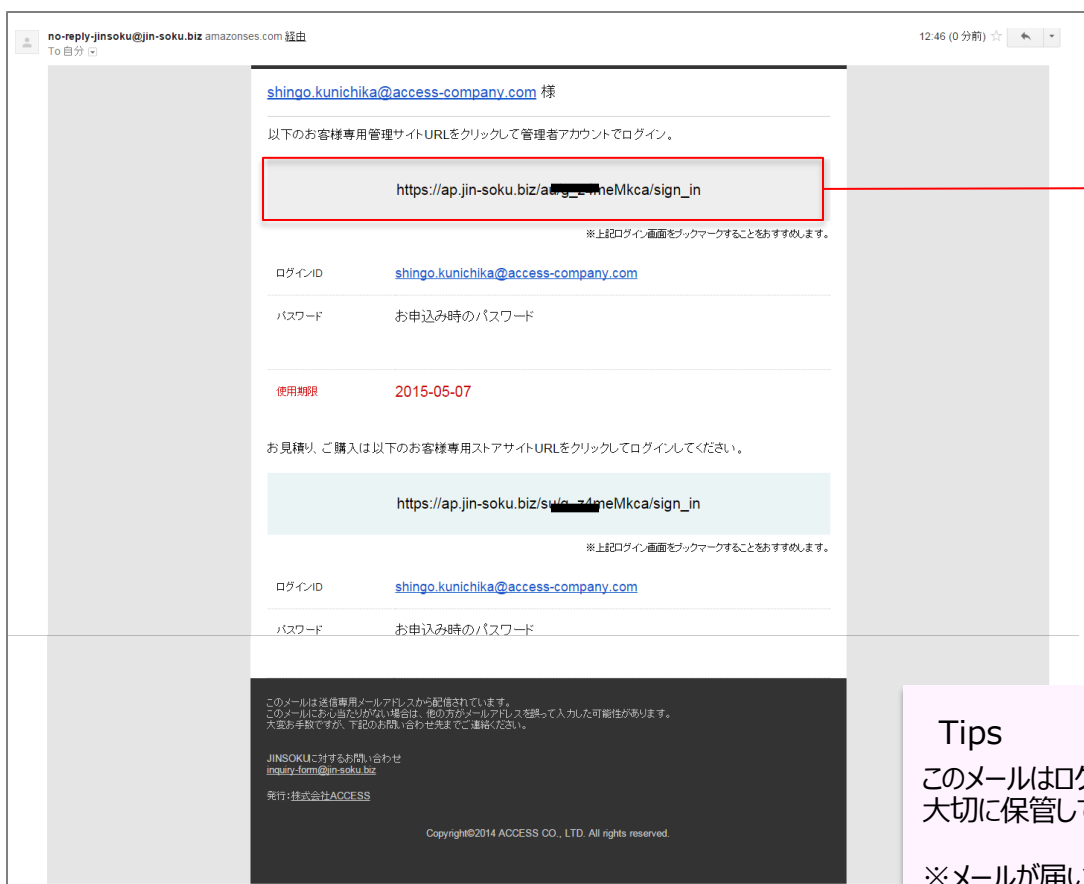 no-reply-jinsoku@jin-soku.biz amazonses.com 経由
12:46 (0 分前)
To 自分
shingo.kunichika@access-company.com 様
以下のお客様専用管理サイトURLをクリックして管理者アカウントでログイン。
https://ap.jin-soku.biz/au meMkca/sign_in
※上記ログイン画面をブックマークすることをおすすめします。
ログインID shingo.kunichika@access-company.com
パスワード お申込み時のパスワード
使用期限 2015-05-07
お見積り、ご購入は以下のお客様専用ストアサイトURLをクリックしてログインしてください。
https://ap.jin-soku.biz/su meMkca/sign_in
※上記ログイン画面をブックマークすることをおすすめします。
ログインID shingo.kunichika@access-company.com
パスワード お申込み時のパスワード
このメールは送信専用メールアドレスから配信されています。
このメールにお心当たりがない場合は、他の方がメールアドレスを誤って入力した可能性があります。
大変お手数ですが、下記のお問い合わせ先までご連絡ください。
JINSOKUに対するお問い合わせ
inquiry-form@jin-soku.biz
発行：株式会社ACCESS
Copyright©2014 ACCESS CO., LTD. All rights reserved.
Tips
このメールはログ
大切に保管して
※メールが届い